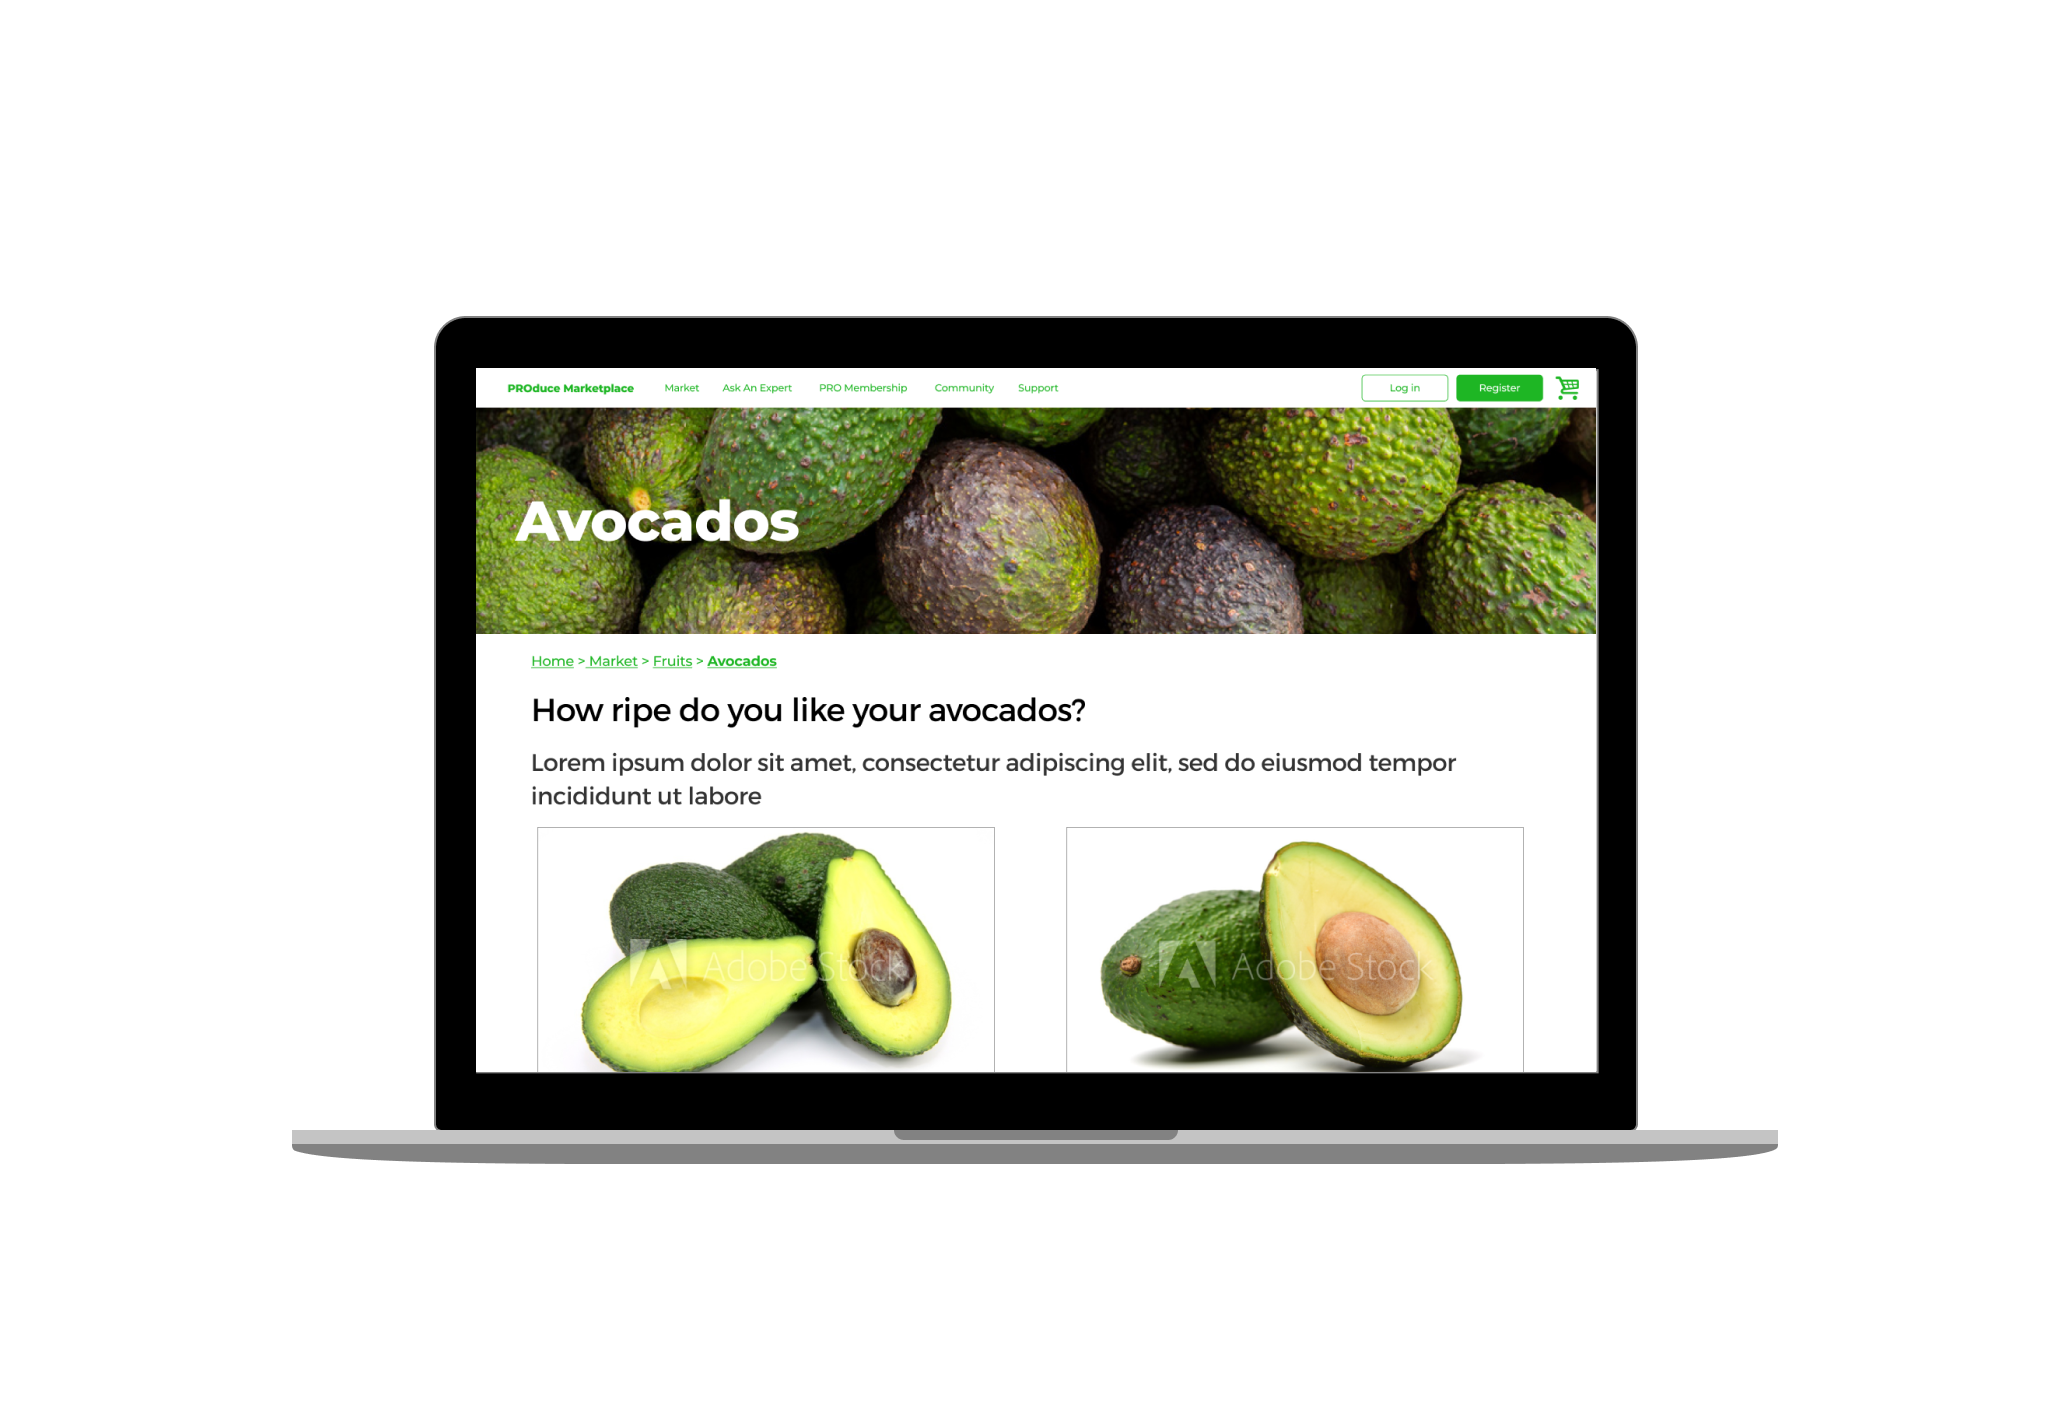 PROduce Marketplace Market Ask An Expert PRO Membership Community Support Log in Register
Avocados
Home > Market > Fruits > Avocados
How ripe do you like your avocados?
Lorem ipsum dolor sit amet, consectetur adipiscing elit, sed do eiusmod tempor
incididunt ut labore
Adobe Stock
Adobe Stock